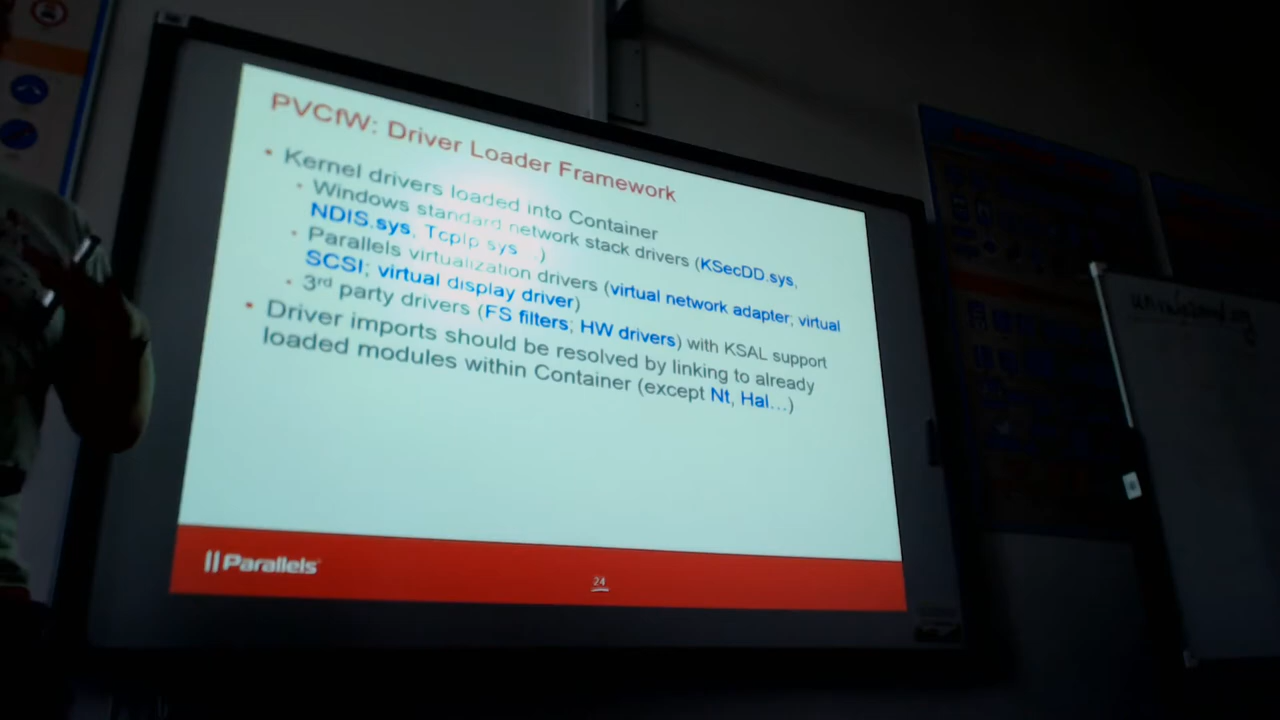 PVCfW: Driver Loader Framework
• Kernel drivers loaded into Container
• Windows standard network stack drivers (KSecDD.sys,
NDIS.sys, Tcpip.sys ...)
• Parallels virtualization drivers (virtual network adapter; virtual
SCSI; virtual display driver)
• 3rd party drivers (FS filters; HW drivers) with KSAL support
• Driver imports should be resolved by linking to already
loaded modules within Container (except Nt, Hal...)
Parallels
24